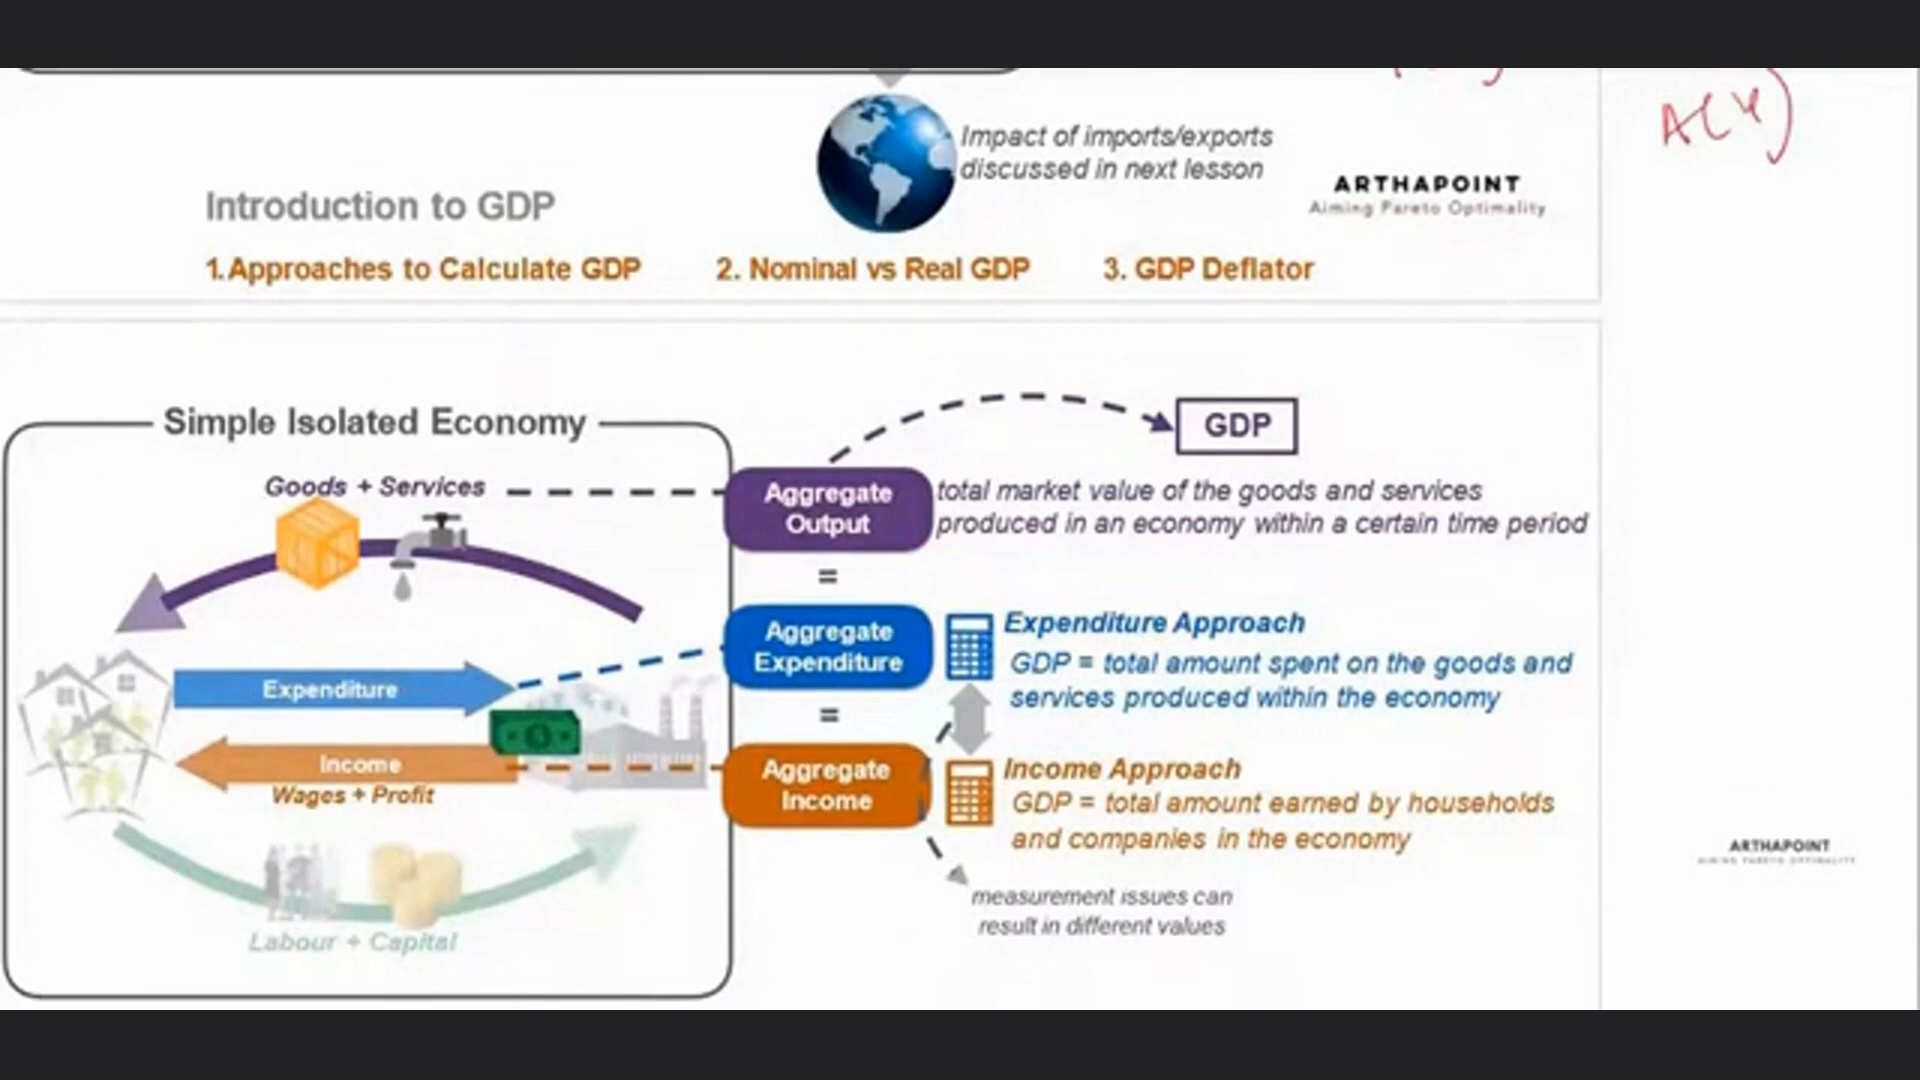 A(4)
Impact of imports/exports
discussed in next lesson
ARTHAPOINT
Aiming Pareto Optimality
Introduction to GDP
1.Approaches to Calculate GDP
2. Nominal vs Real GDP
3. GDP Deflator
Simple Isolated Economy
GDP
Goods + Services
Aggregate
Output
total market value of the goods and services
produced in an economy within a certain time period
=
Aggregate
Expenditure
Expenditure Approach
GDP = total amount spent on the goods and
services produced within the economy
Expenditure
=
Income
Wages + Profit
Aggregate
Income
Income Approach
GDP = total amount earned by households
and companies in the economy
measurement issues can
result in different values
Labour + Capital
ARTHAPOINT
AIMING PARETO OPTIMALITY